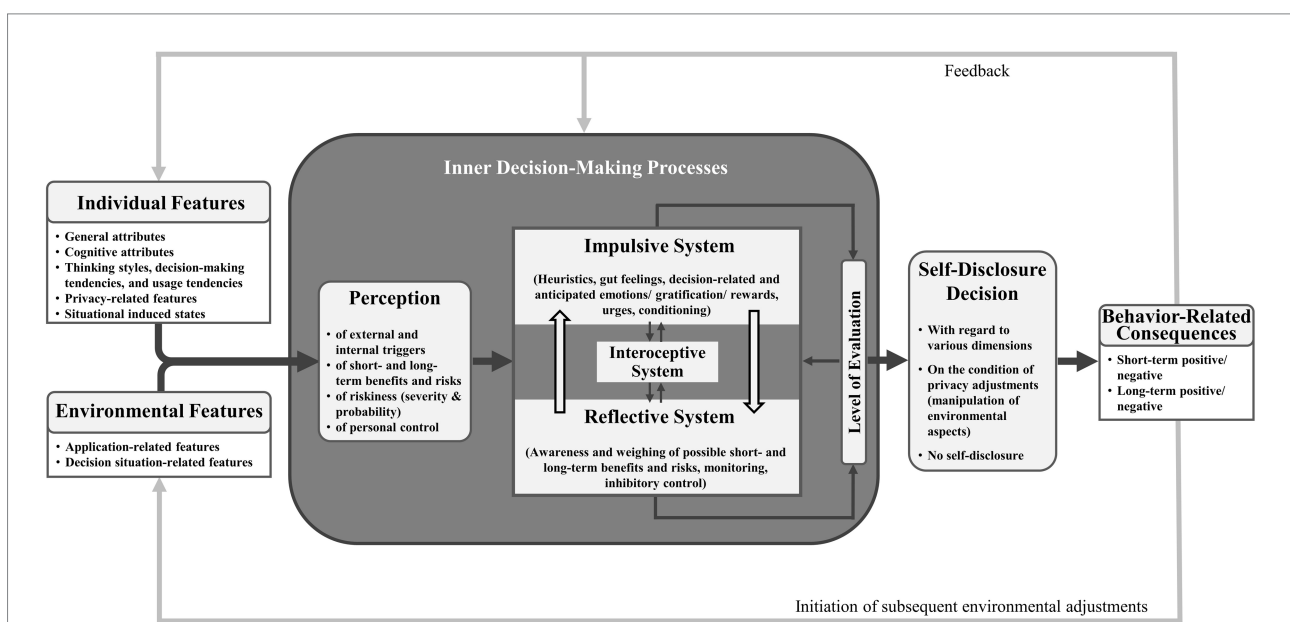 Feedback
Inner Decision-Making Processes
Individual Features
• General attributes
• Cognitive attributes
• Thinking styles, decision-making
tendencies, and usage tendencies
• Privacy-related features
• Situational induced states
Environmental Features
• Application-related features
• Decision situation-related features
Perception
• of external and
internal triggers
• of short- and long-
term benefits and risks
• of riskiness (severity &
probability)
• of personal control
Impulsive System
(Heuristics, gut feelings, decision-related and
anticipated emotions/ gratification/ rewards,
urges, conditioning)
Interoceptive
System
Reflective System
(Awareness and weighing of possible short- and
long-term benefits and risks, monitoring,
inhibitory control)
Level of Evaluation
Self-Disclosure
Decision
• With regard to
various dimensions
• On the condition of
privacy adjustments
(manipulation of
environmental
aspects)
• No self-disclosure
Behavior-Related
Consequences
• Short-term positive/
negative
• Long-term positive/
negative
Initiation of subsequent environmental adjustments